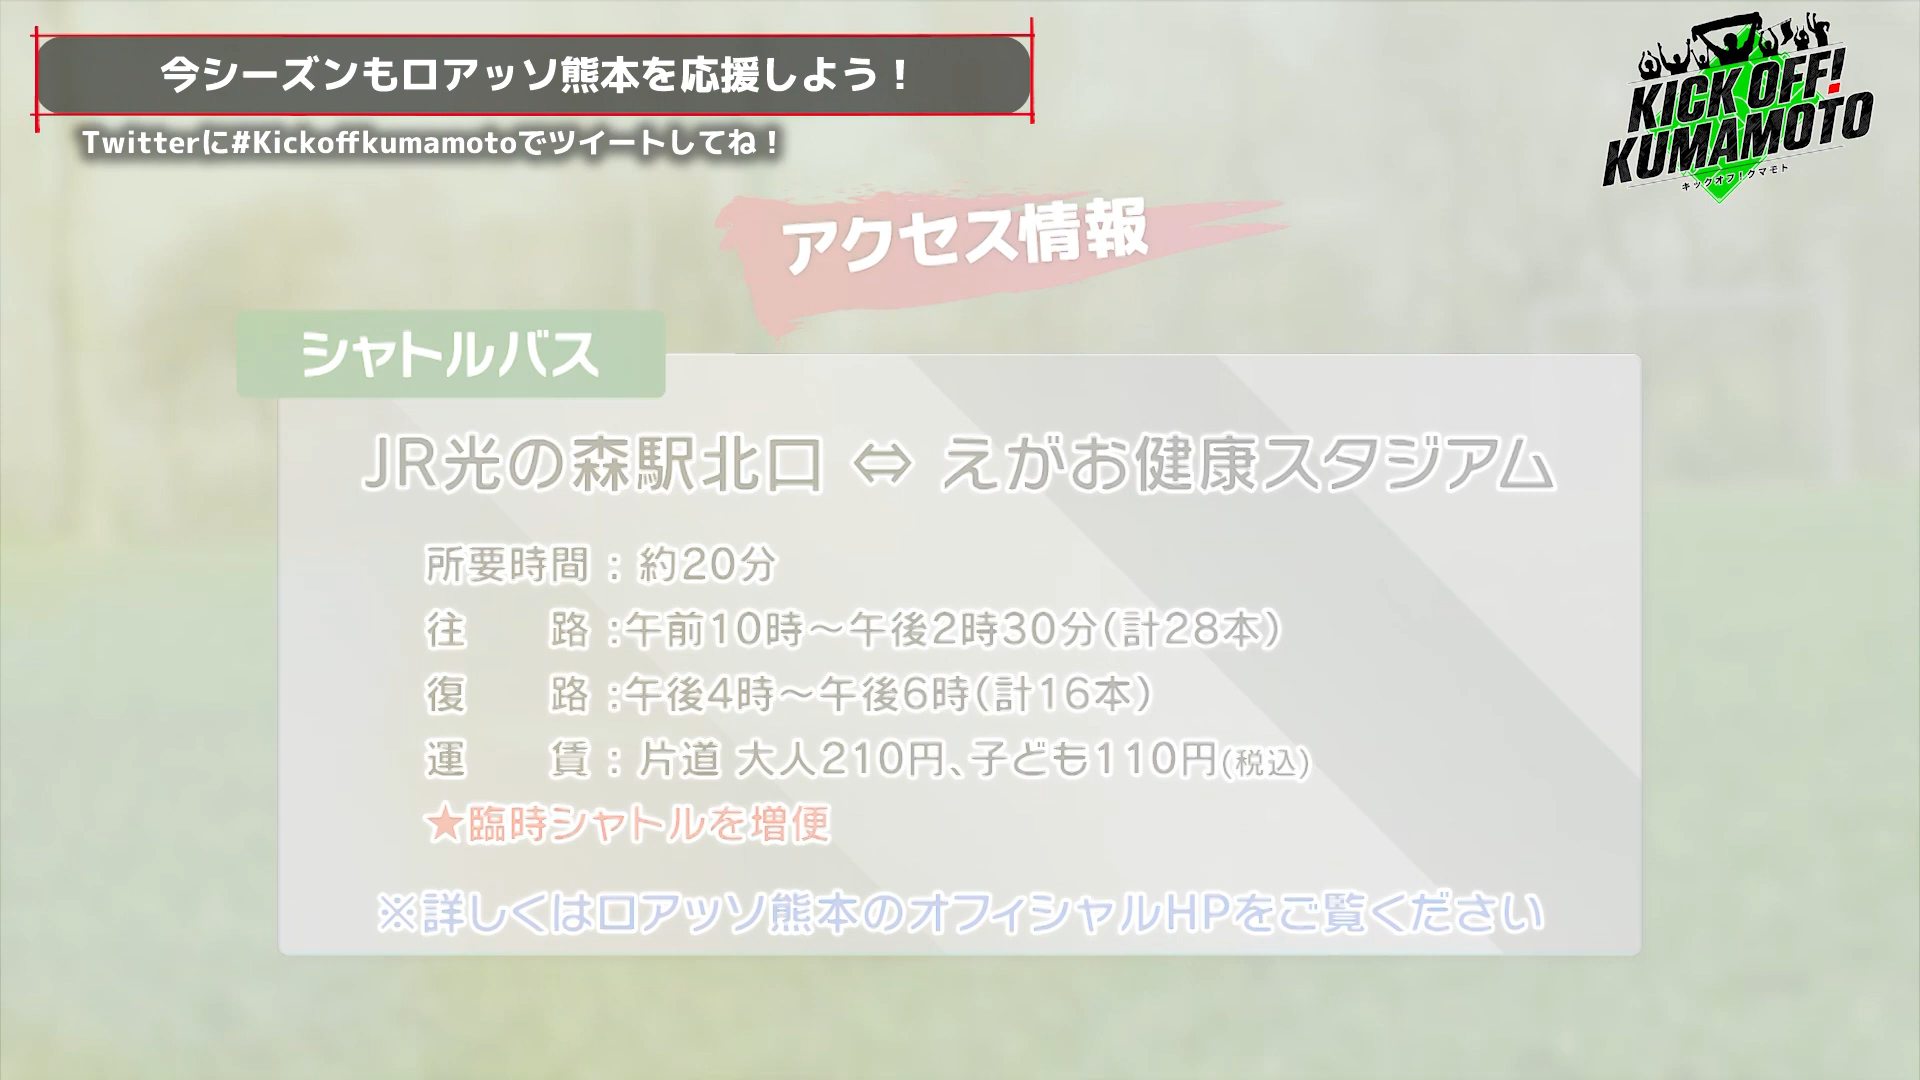 今シーズンもロアッソ熊本を応援しよう！
Twitterに#Kickoffkumamotoでツイートしてね！
KICK OFF!
KUMAMOTO
キックオフ！クマモト
アクセス情報
シャトルバス
JR光の森駅北口 ⇔ えがお健康スタジアム
所要時間：約20分
往　　路：午前10時～午後2時30分(計28本)
復　　路：午後4時～午後6時(計16本)
運　　賃：片道 大人210円、子ども110円(税込)
★臨時シャトルを増便
※詳しくはロアッソ熊本のオフィシャルHPをご覧ください